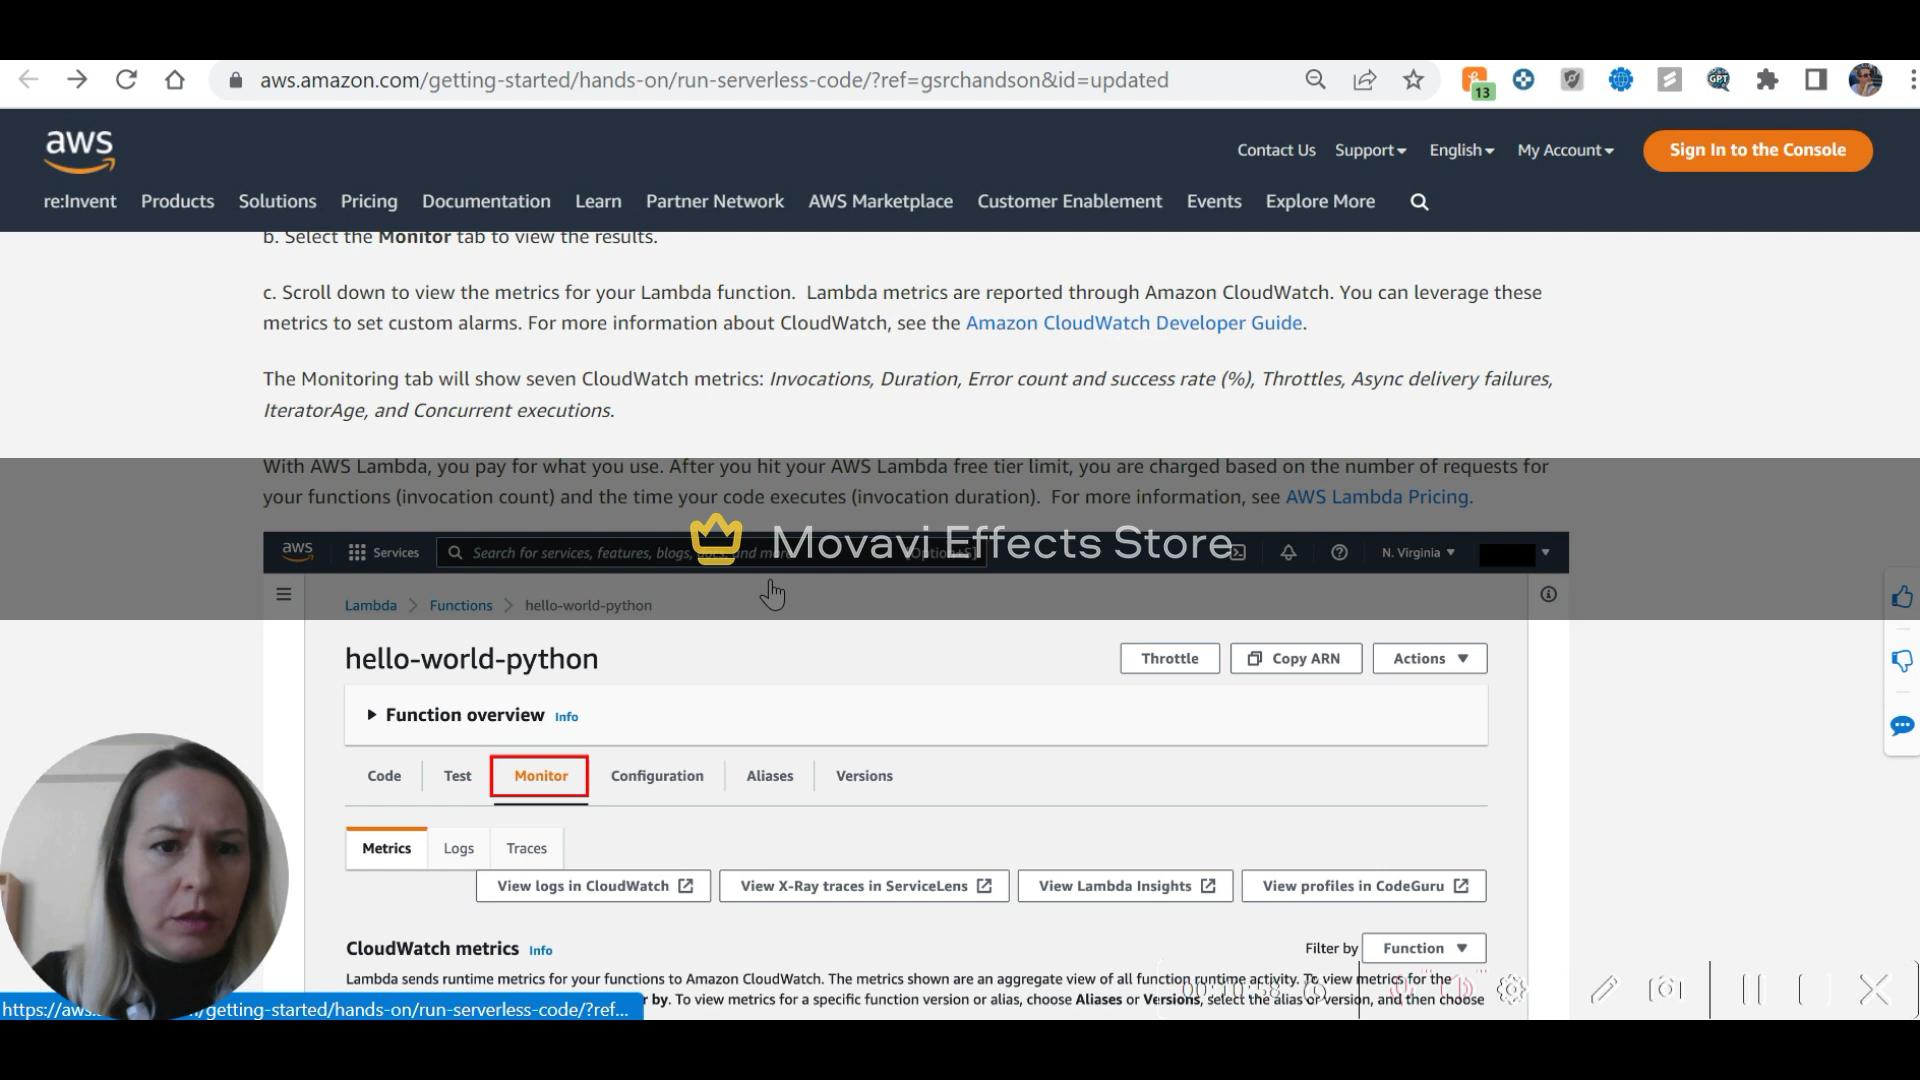 aws.amazon.com/getting-started/hands-on/run-serverless-code/?ref=gsrchandson&id=updated
13
GPT
aws
Contact Us Support English My Account Sign In to the Console
re:Invent Products Solutions Pricing Documentation Learn Partner Network AWS Marketplace Customer Enablement Events Explore More
b. Select the Monitor tab to view the results.
c. Scroll down to view the metrics for your Lambda function. Lambda metrics are reported through Amazon CloudWatch. You can leverage these
metrics to set custom alarms. For more information about CloudWatch, see the Amazon CloudWatch Developer Guide.
The Monitoring tab will show seven CloudWatch metrics: Invocations, Duration, Error count and success rate (%), Throttles, Async delivery failures,
IteratorAge, and Concurrent executions.
With AWS Lambda, you pay for what you use. After you hit your AWS Lambda free tier limit, you are charged based on the number of requests for
your functions (invocation count) and the time your code executes (invocation duration). For more information, see AWS Lambda Pricing.
Movavi Effects Store
aws Services Search for services, features, blogs, docs, and more N. Virginia
Lambda Functions hello-world-python
hello-world-python
Throttle Copy ARN Actions
Function overview Info
Code Test Monitor Configuration Aliases Versions
Metrics Logs Traces
View logs in CloudWatch View X-Ray traces in ServiceLens View Lambda Insights View profiles in CodeGuru
CloudWatch metrics Info
Filter by Function
Lambda sends runtime metrics for your functions to Amazon CloudWatch. The metrics shown are an aggregate view of all function runtime activity. To view metrics for the
by. To view metrics for a specific function version or alias, choose Aliases or Versions, select the alias or version, and then choose
https://aws. /getting-started/hands-on/run-serverless-code/?ref...